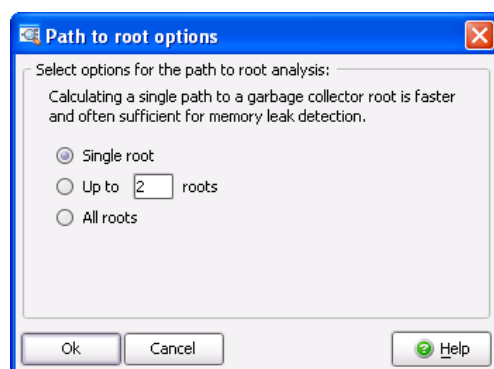 Path to root options
Select options for the path to root analysis:
Calculating a single path to a garbage collector root is faster
and often sufficient for memory leak detection.
Single root
Up to 2 roots
All roots
Ok Cancel Help